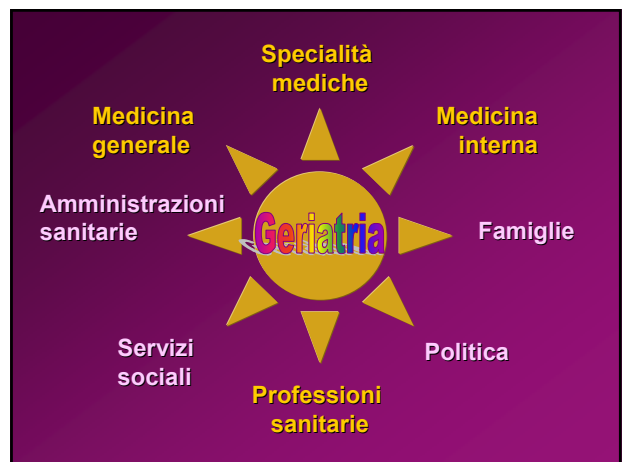 Specialità
mediche
Medicina
generale
Medicina
interna
Amministrazioni
sanitarie
Geriatria
Famiglie
Servizi
sociali
Politica
Professioni
sanitarie